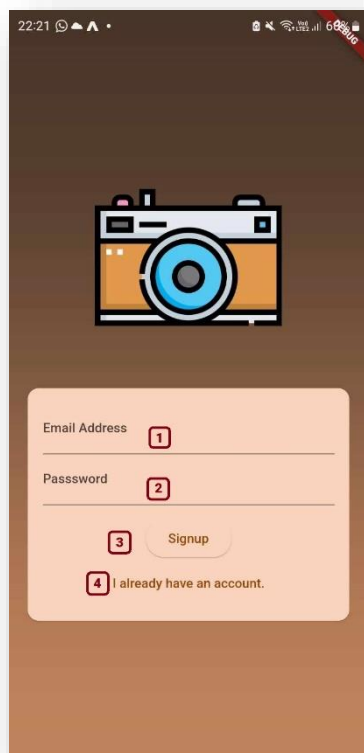 22:21
DEBUG
Email Address 1
Passsword 2
3 Signup
4 I already have an account.